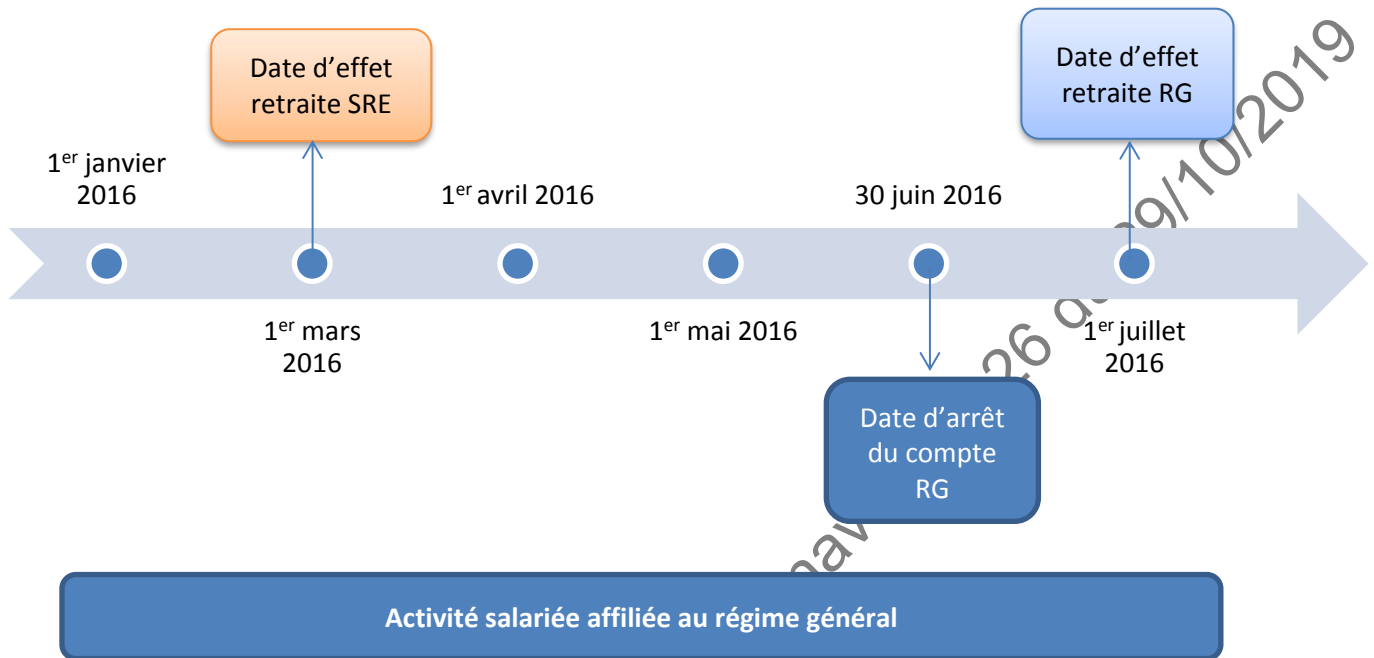 Date d'effet
retraite SRE
Date d'effet
retraite RG
1er janvier
2016
1er avril 2016
30 juin 2016
1er mars
2016
1er mai 2016
1er juillet
2016
Date d'arrêt
du compte
RG
Activité salariée affiliée au régime général